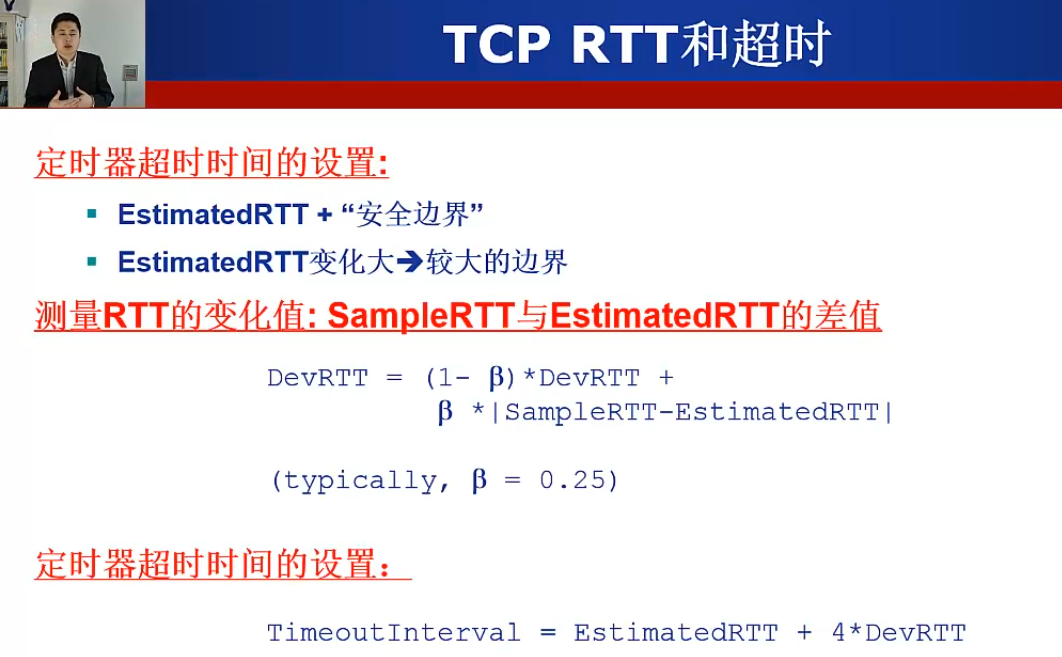 TCP RTT和超时
定时器超时时间的设置:
EstimatedRTT + “安全边界”
EstimatedRTT变化大➔较大的边界
测量RTT的变化值: SampleRTT与EstimatedRTT的差值
DevRTT = (1- β)*DevRTT +
β *|SampleRTT-EstimatedRTT|
(typically, β = 0.25)
定时器超时时间的设置：
TimeoutInterval = EstimatedRTT + 4*DevRTT